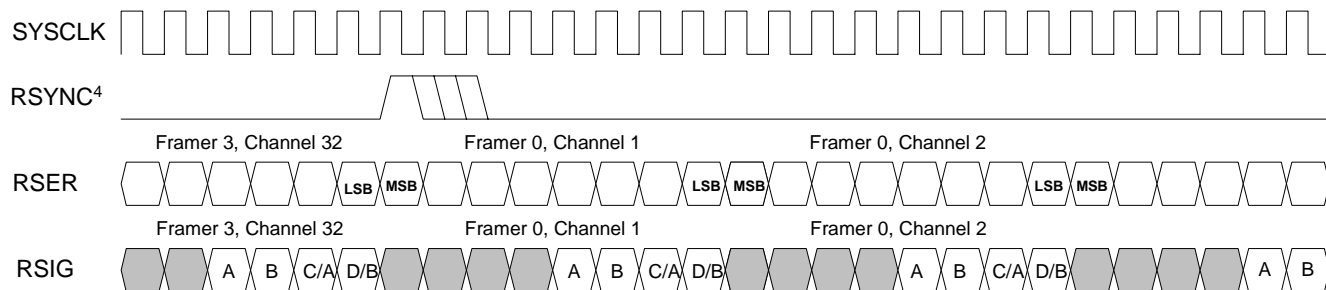 SYSCLK
RSYNC⁴
Framer 3, Channel 32 Framer 0, Channel 1 Framer 0, Channel 2
RSER LSB MSB LSB MSB LSB MSB
Framer 3, Channel 32 Framer 0, Channel 1 Framer 0, Channel 2
RSIG A B C/A D/B A B C/A D/B A B C/A D/B A B